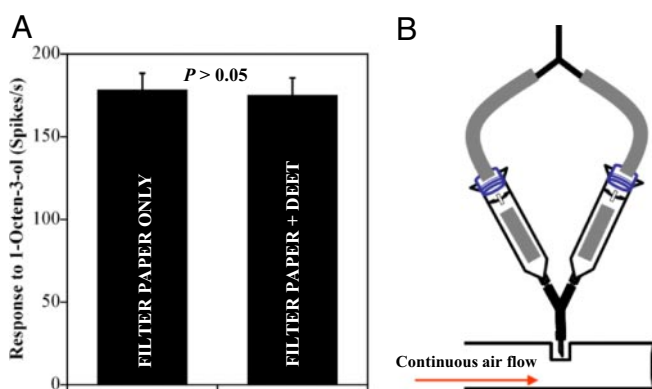 A
B
200
150
100
50
0
Response to 1-Octen-3-ol (Spikes/s)
P > 0.05
FILTER PAPER ONLY
FILTER PAPER + DEET
Continuous air flow